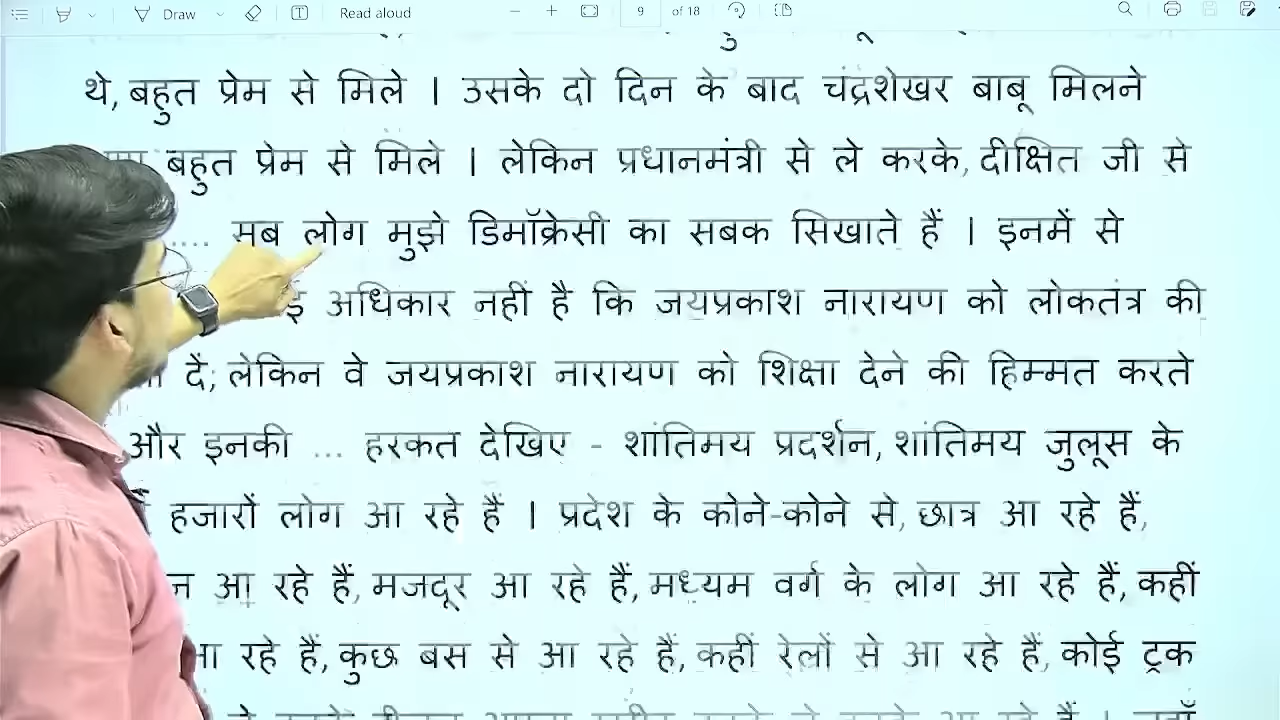 Draw Read aloud 9 of 18
थे, बहुत प्रेम से मिले । उसके दो दिन के बाद चंद्रशेखर बाबू मिलने
बहुत प्रेम से मिले । लेकिन प्रधानमंत्री से ले करके, दीक्षित जी से
.... सब लोग मुझे डिमॉक्रेसी का सबक सिखाते हैं । इनमें से
अधिकार नहीं है कि जयप्रकाश नारायण को लोकतंत्र की
दें; लेकिन वे जयप्रकाश नारायण को शिक्षा देने की हिम्मत करते
और इनकी ... हरकत देखिए - शांतिमय प्रदर्शन, शांतिमय जुलूस के
हजारों लोग आ रहे हैं । प्रदेश के कोने-कोने से, छात्र आ रहे हैं,
आ रहे हैं, मजदूर आ रहे हैं, मध्यम वर्ग के लोग आ रहे हैं, कहीं
रहे हैं, कुछ बस से आ रहे हैं, कहीं रेलों से आ रहे हैं, कोई ट्रक